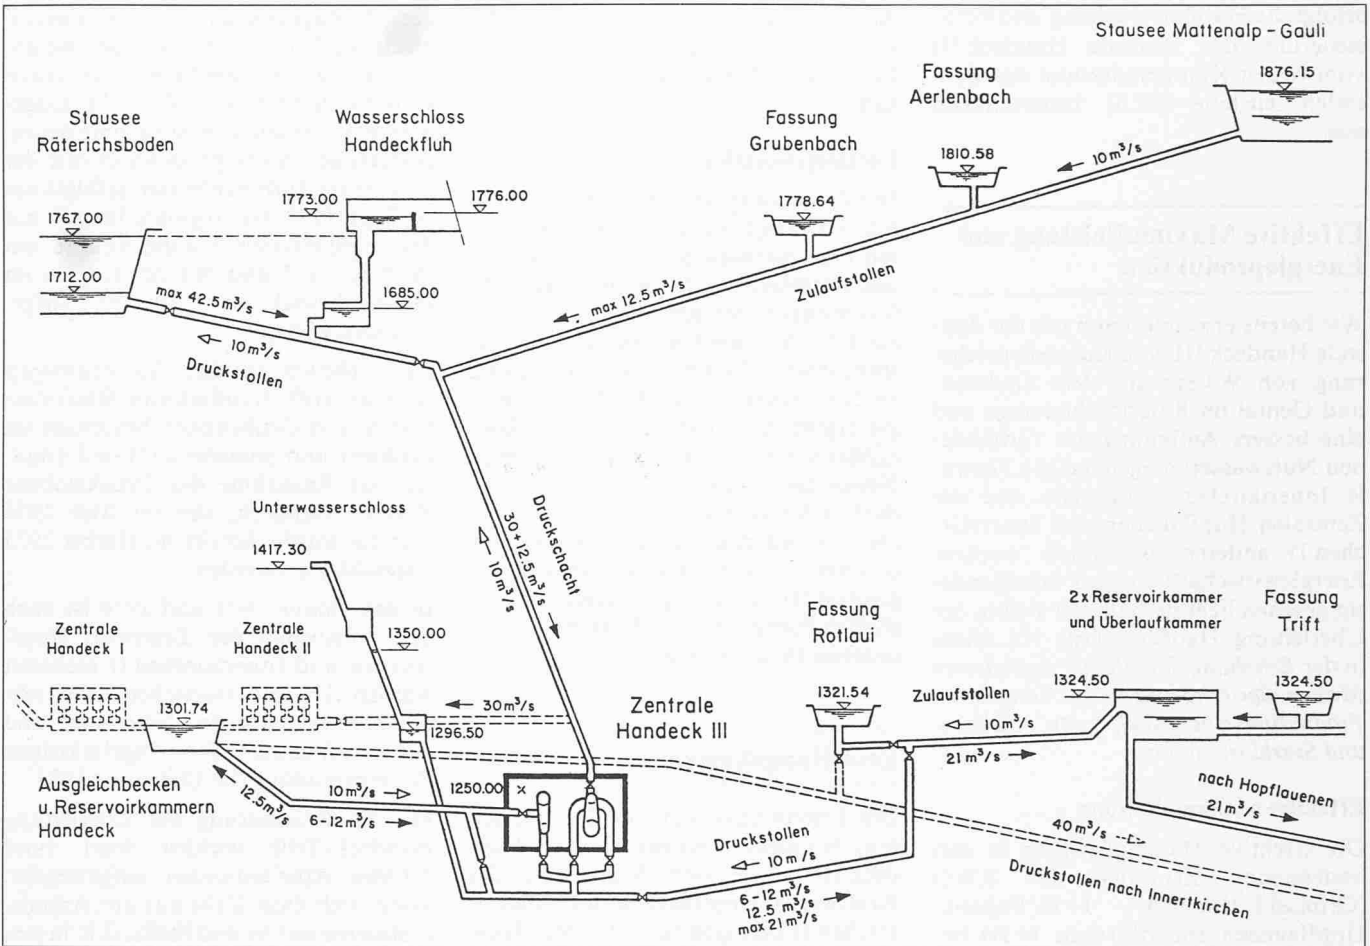 Stausee Mattenalp - Gauli
1876.15
Fassung
Aerlenbach
1810.58
10 m³/s
Fassung
Grubenbach
1778.64
Zulaufstollen
max 12.5 m³/s
Wasserschloss
Handeckfluh
1773.00
1776.00
1685.00
Stausee
Räterichsboden
1767.00
1712.00
max 42.5 m³/s
10 m³/s
Druckstollen
Druckschacht
30+12.5 m³/s
10 m³/s
Unterwasserschloss
1417.30
1350.00
30 m³/s
1296.50
Zentrale
Handeck I
Zentrale
Handeck II
1301.74
Ausgleichbecken
u. Reservoirkammern
Handeck
12.5 m³/s
10 m³/s
6-12 m³/s
1250.00 x
Zentrale
Handeck III
Fassung
Rotlaui
1321.54
Zulaufstollen
10 m³/s
21 m³/s
2x Reservoirkammer
und Überlaufkammer
1324.50
Fassung
Trift
1324.50
nach Hopflauenen
21 m³/s
40 m³/s
Druckstollen nach Innertkirchen
Druckstollen
10 m/s
6-12 m³/s
12.5 m³/s
max 21 m³/s